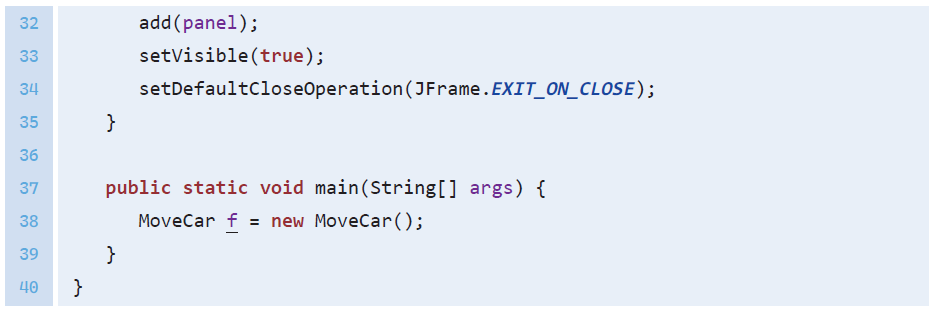 32 add(panel);
33 setVisible(true);
34 setDefaultCloseOperation(JFrame.EXIT_ON_CLOSE);
35 }
36
37 public static void main(String[] args) {
38 MoveCar f = new MoveCar();
39 }
40 }